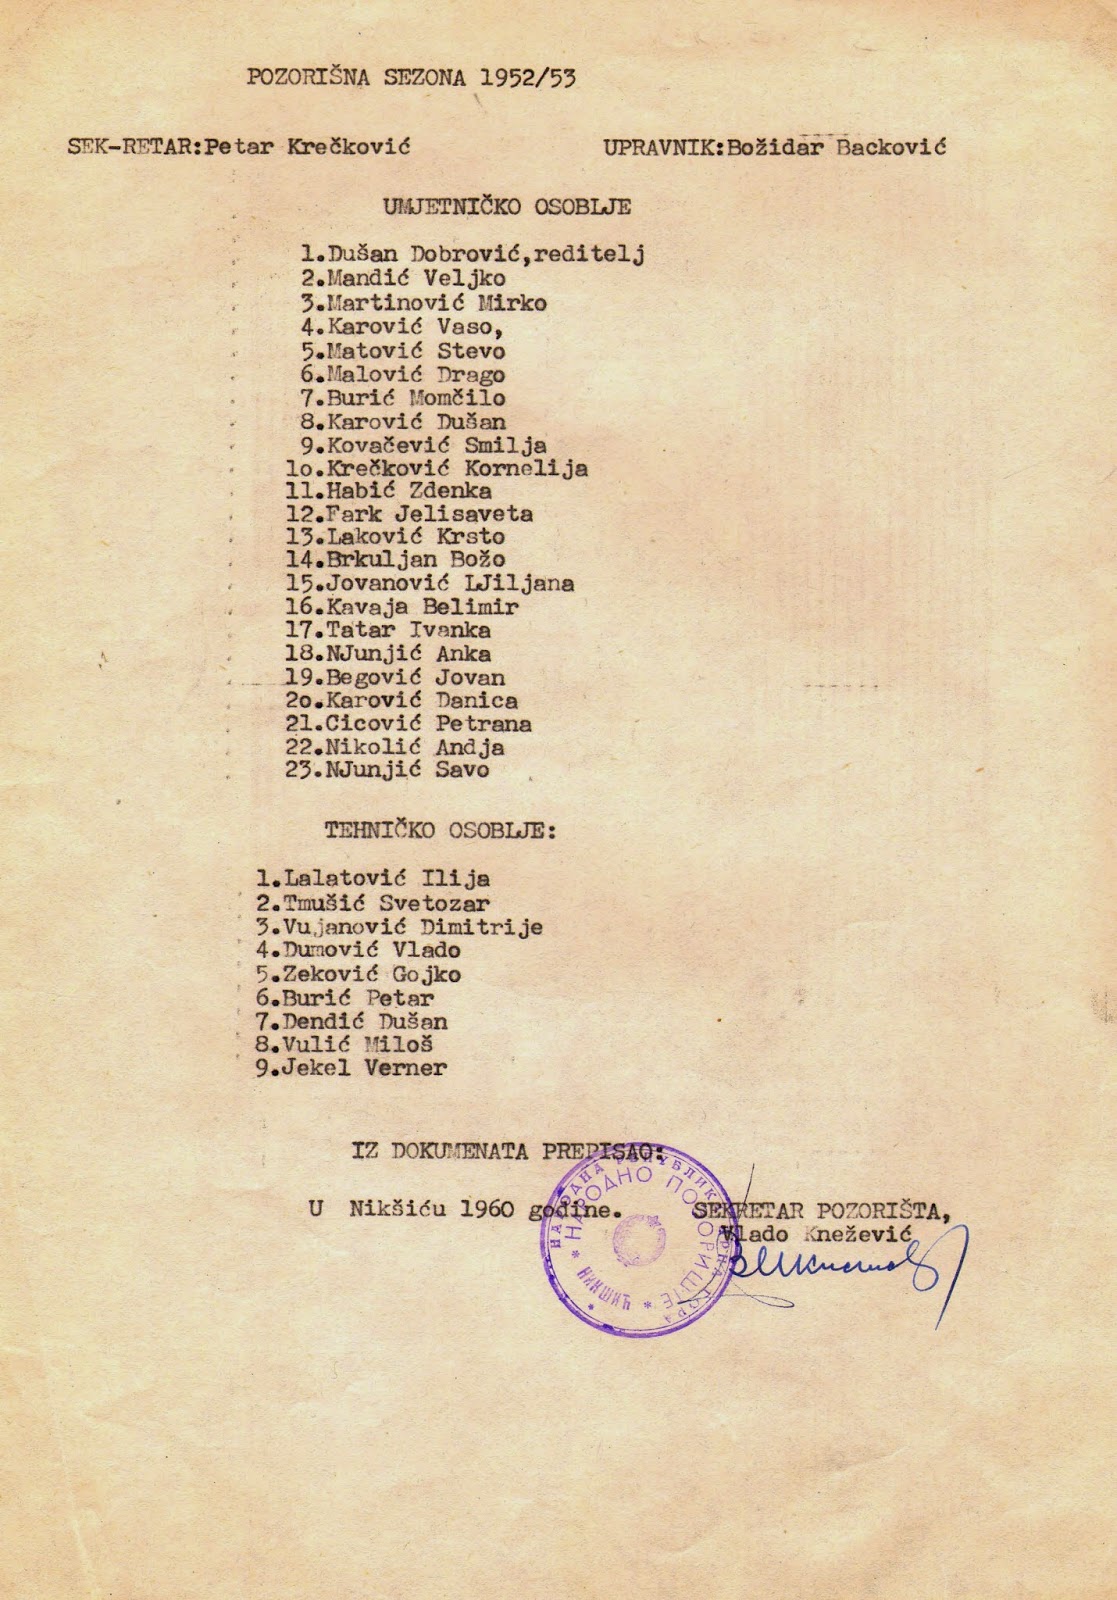 POZORIŠNA SEZONA 1952/53
SEK-RETAR:Petar Krečković UPRAVNIK:Božidar Backović
UMJETNIČKO OSOBLJE
1.Dušan Dobrović,reditelj
2.Mandić Veljko
3.Martinović Mirko
4.Karović Vaso,
5.Matović Stevo
6.Malović Drago
7.Burić Momčilo
8.Karović Dušan
9.Kovačević Smilja
lo.Krečković Kornelija
11.Habić Zdenka
12.Fark Jelisaveta
13.Laković Krsto
14.Brkuljan Božo
15.Jovanović LJiljana
16.Kavaja Belimir
17.Tatar Ivanka
18.NJunjić Anka
19.Begović Jovan
2o.Karović Danica
21.Cicović Petrana
22.Nikolić Andja
23.NJunjić Savo
TEHNIČKO OSOBLJE:
1.Lalatović Ilija
2.Tmušić Svetozar
3.Vujanović Dimitrije
4.Dumović Vlado
5.Zeković Gojko
6.Burić Petar
7.Dendić Dušan
8.Vulić Miloš
9.Jekel Verner
IZ DOKUMENATA PREPISAO:
U Nikšiću 1960 godine. SEKRETAR POZORIŠTA,
Vlado Knežević
НАРОДНА РЕПУБЛИКА ЦРНА ГОРА
НАРОДНО ПОЗОРИШТЕ
* НИКШИЋ *